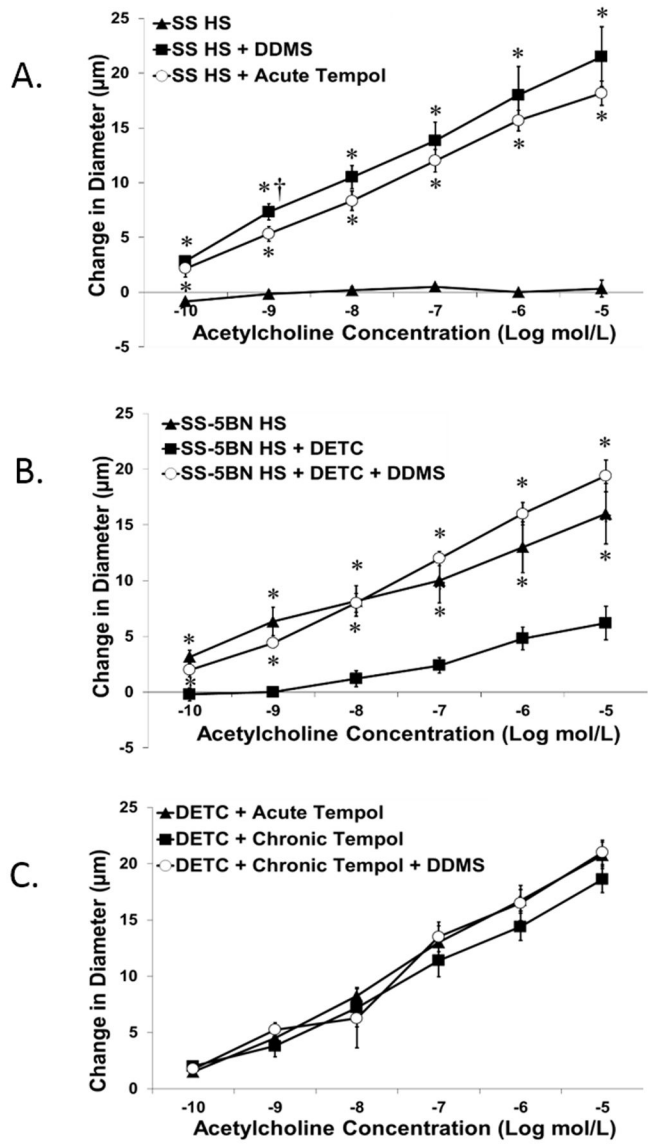 A.
25
20
15
10
5
0
-5
Change in Diameter (µm)
SS HS
SS HS + DDMS
SS HS + Acute Tempol
* * * * * *†
* * * * * *
-10 -9 -8 -7 -6 -5
Acetylcholine Concentration (Log mol/L)
B.
25
20
15
10
5
0
-5
Change in Diameter (µm)
SS-5BN HS
SS-5BN HS + DETC
SS-5BN HS + DETC + DDMS
* * * * * *
* * * * * *
-10 -9 -8 -7 -6 -5
Acetylcholine Concentration (Log mol/L)
C.
25
20
15
10
5
0
Change in Diameter (µm)
DETC + Acute Tempol
DETC + Chronic Tempol
DETC + Chronic Tempol + DDMS
-10 -9 -8 -7 -6 -5
Acetylcholine Concentration (Log mol/L)